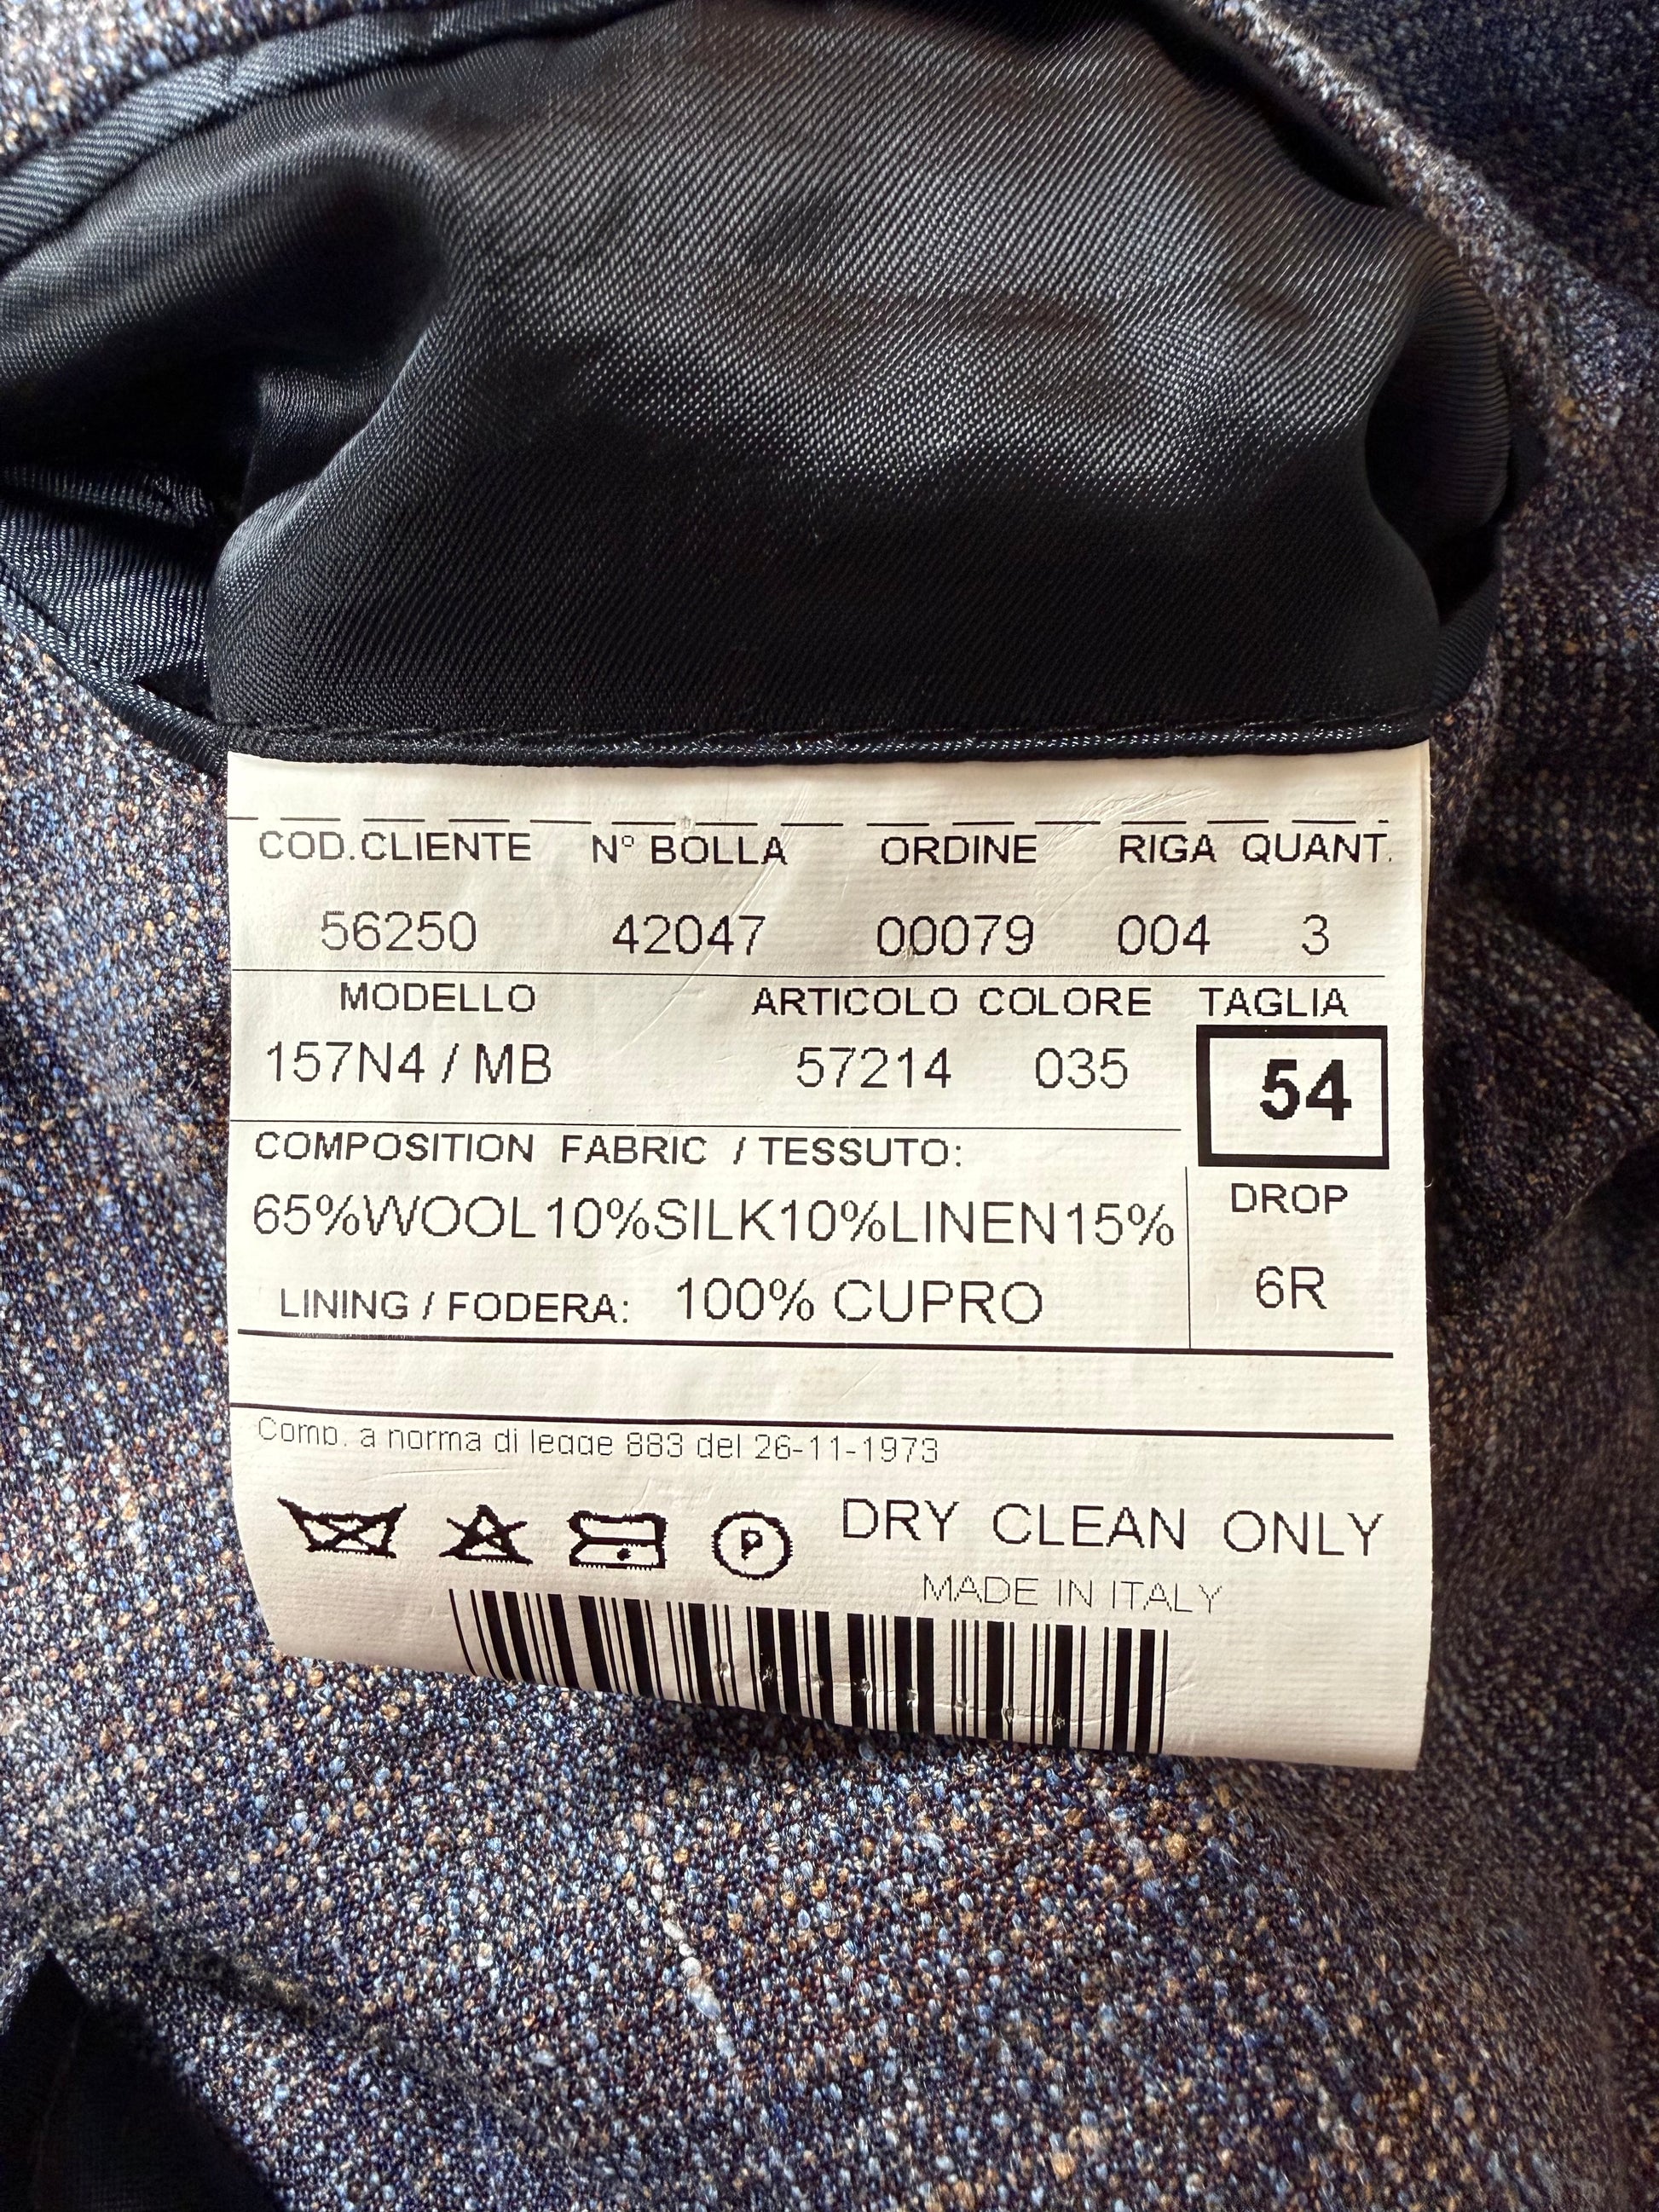 COD.CLIENTE N° BOLLA ORDINE RIGA QUANT.
56250 42047 00079 004 3
MODELLO ARTICOLO COLORE TAGLIA
157N4 / MB 57214 035 54
COMPOSITION FABRIC / TESSUTO:
65%WOOL10%SILK10%LINEN15%
DROP
LINING / FODERA: 100% CUPRO 6R
Comp. a norma di legge 883 del 26-11-1973
P DRY CLEAN ONLY
MADE IN ITALY